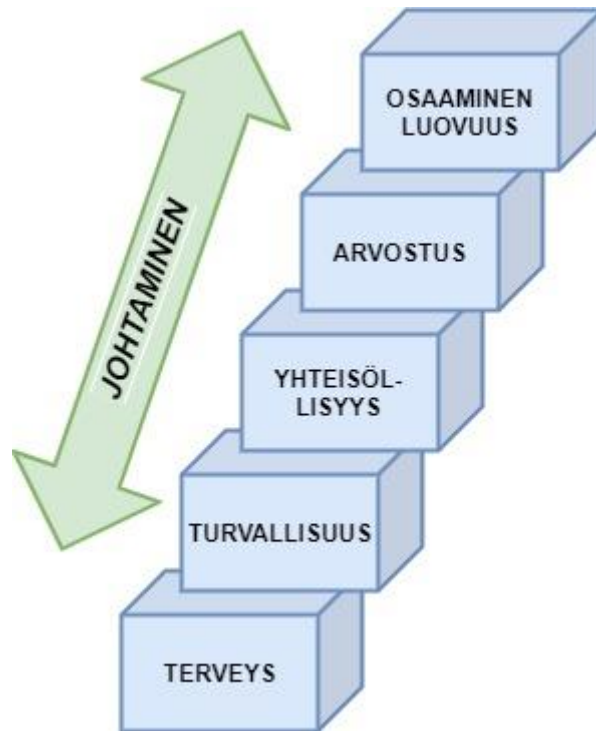 OSAAMINEN
LUOVUUS
ARVOSTUS
JOHTAMINEN
YHTEISÖL-
LISYYS
TURVALLISUUS
TERVEYS